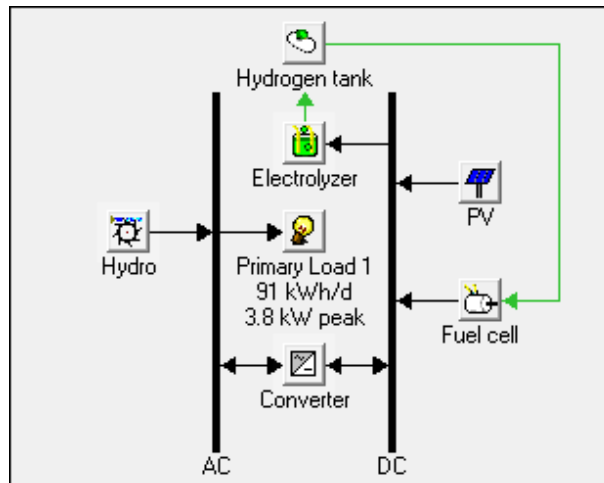 Hydrogen tank
Electrolyzer
PV
Hydro
Primary Load 1
91 kWh/d
3.8 kW peak
Fuel cell
Converter
AC
DC